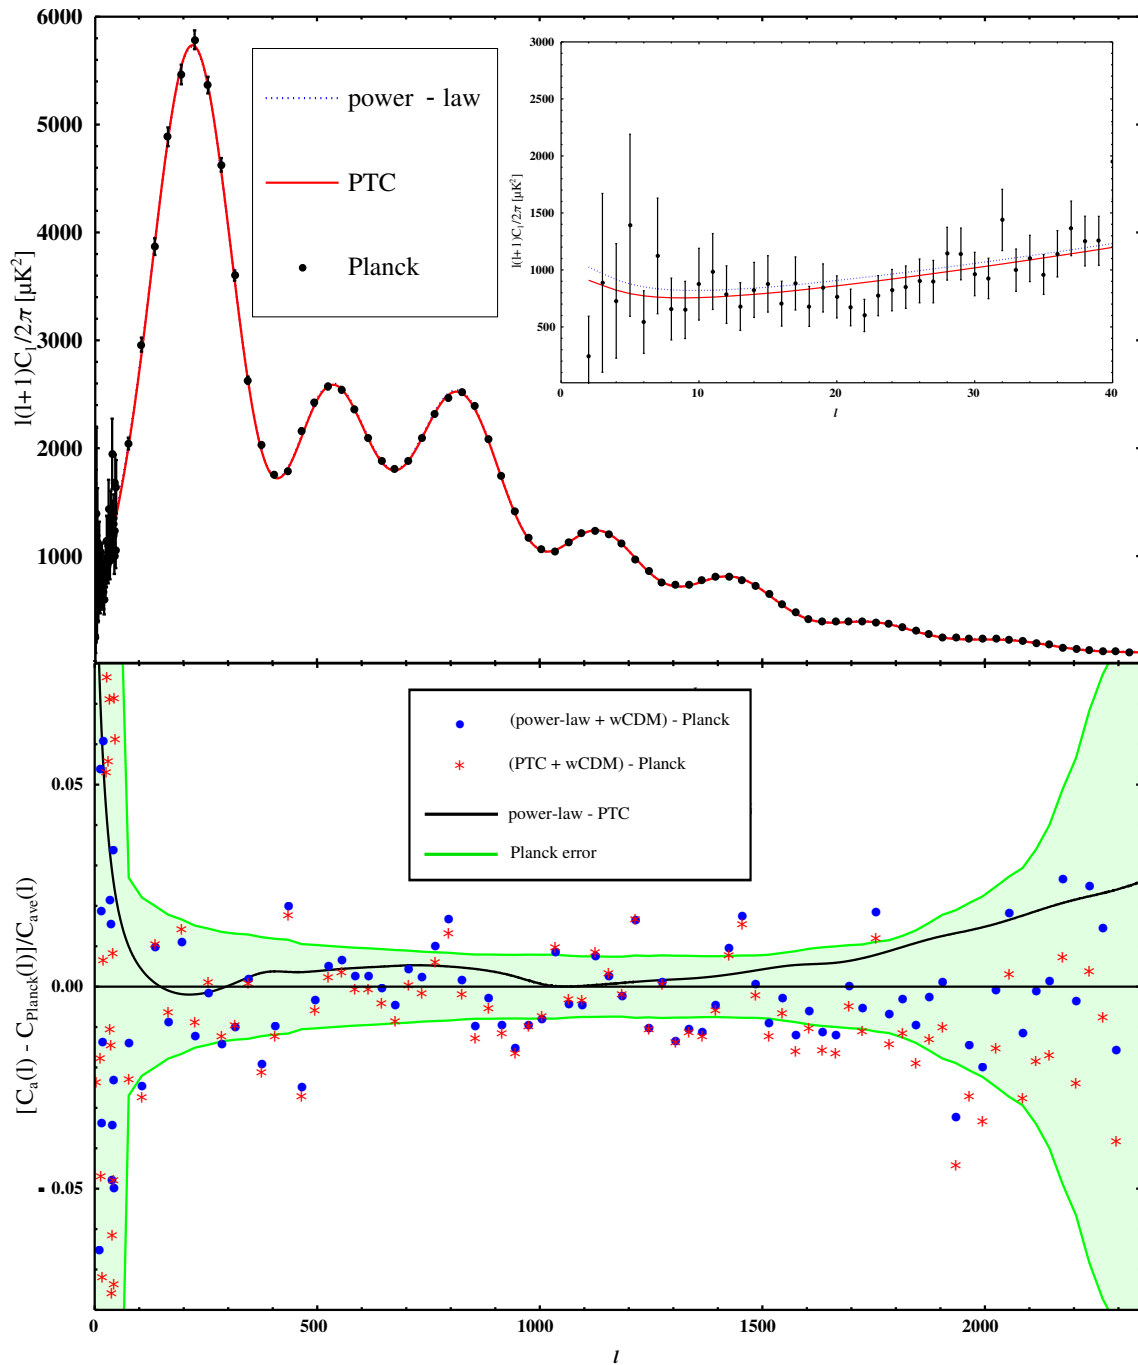 6000
5000
4000
3000
2000
1000
l(l+1)C_l/2π [μK²]
power - law
PTC
Planck
3000
2500
2000
1500
1000
500
l(l+1)C_l/2π [μK²]
0 10 20 30 40
l
(power-law + wCDM) - Planck
(PTC + wCDM) - Planck
power-law - PTC
Planck error
0.05
0.00
- 0.05
[C_a(l) - C_Planck(l)]/C_ave(l)
0 500 1000 1500 2000
l